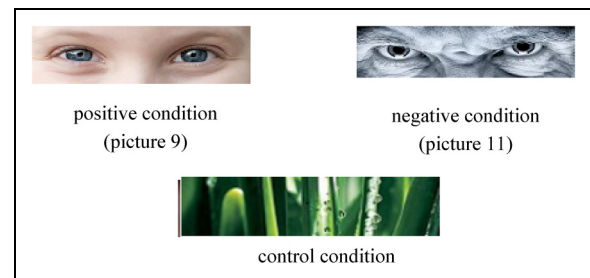 positive condition
(picture 9)
negative condition
(picture 11)
control condition